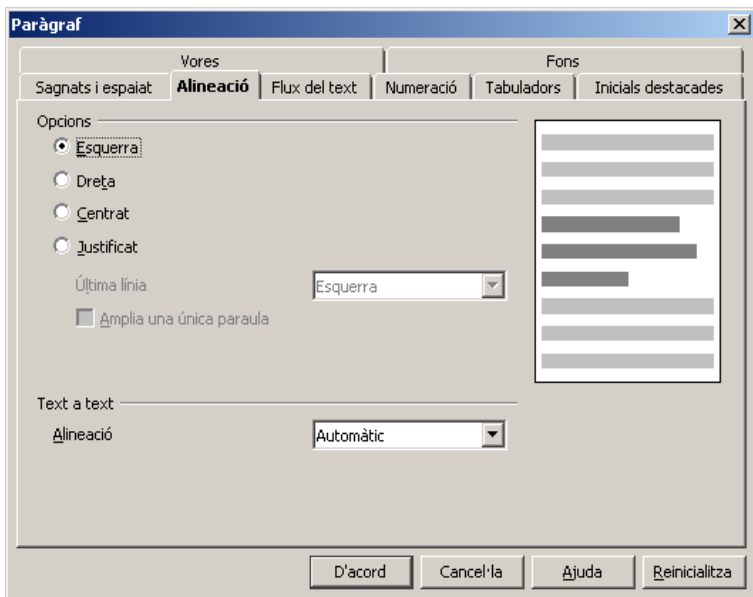 Paràgraf
Vores Fons
Sagnats i espaiat Alineació Flux del text Numeració Tabuladors Inicials destacades
Opcions
Esquerra
Dreta
Centrat
Justificat
Última línia Esquerra
Amplia una única paraula
Text a text
Alineació Automàtic
D'acord Cancel·la Ajuda Reinicialitza